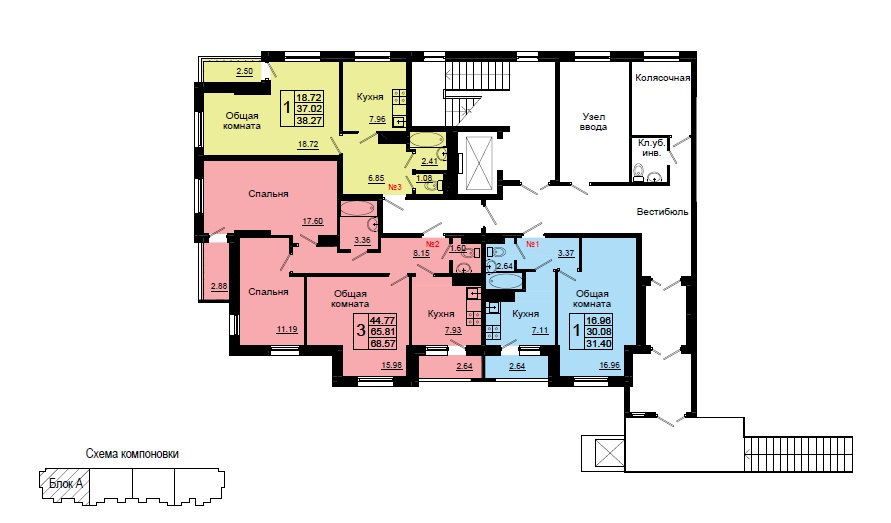 2.50
1
18.72
37.02
38.27
Общая
комната
18.72
Кухня
7.96
2.41
1.08
6.85
№3
Колясочная
Узел
ввода
Кл.уб.
инв.
Вестибюль
Спальня
17.60
3.36
№2
8.15
1.60
№1
2.64
3.37
2.88
Спальня
11.19
Общая
комната
3
44.77
65.81
68.57
15.98
Кухня
7.93
2.64
Кухня
7.11
2.64
Общая
комната
1
16.96
30.08
31.40
16.96
Схема компоновки
Блок А